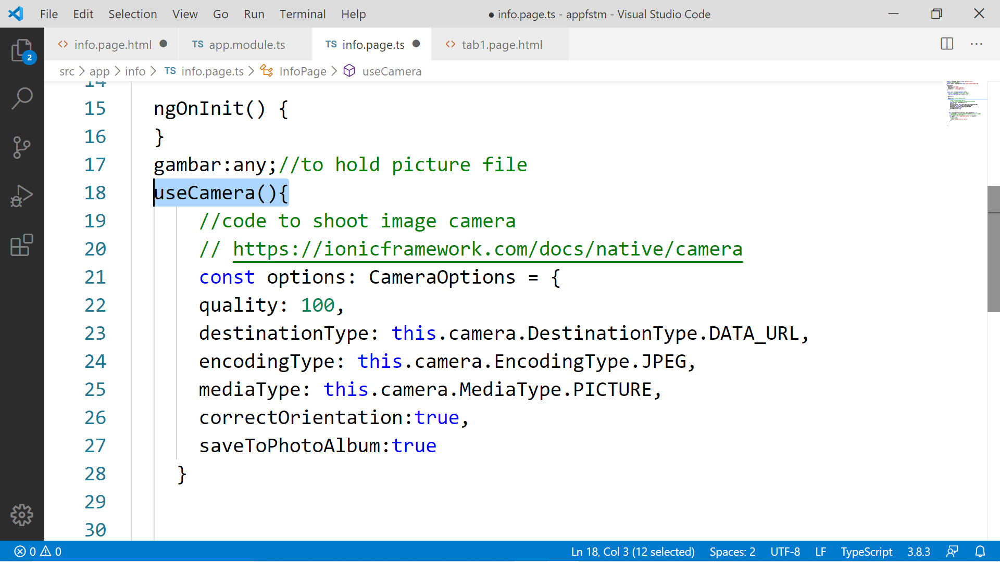 File Edit Selection View Go Run Terminal Help
● info.page.ts - appfstm - Visual Studio Code
2
<> info.page.html ●
TS app.module.ts
TS info.page.ts ●
<> tab1.page.html
src > app > info > TS info.page.ts > InfoPage > useCamera
14
15 ngOnInit() {
16 }
17 gambar:any;//to hold picture file
18 useCamera(){
19 //code to shoot image camera
20 // https://ionicframework.com/docs/native/camera
21 const options: CameraOptions = {
22 quality: 100,
23 destinationType: this.camera.DestinationType.DATA_URL,
24 encodingType: this.camera.EncodingType.JPEG,
25 mediaType: this.camera.MediaType.PICTURE,
26 correctOrientation:true,
27 saveToPhotoAlbum:true
28 }
29
30
0 0 Ln 18, Col 3 (12 selected) Spaces: 2 UTF-8 LF TypeScript 3.8.3